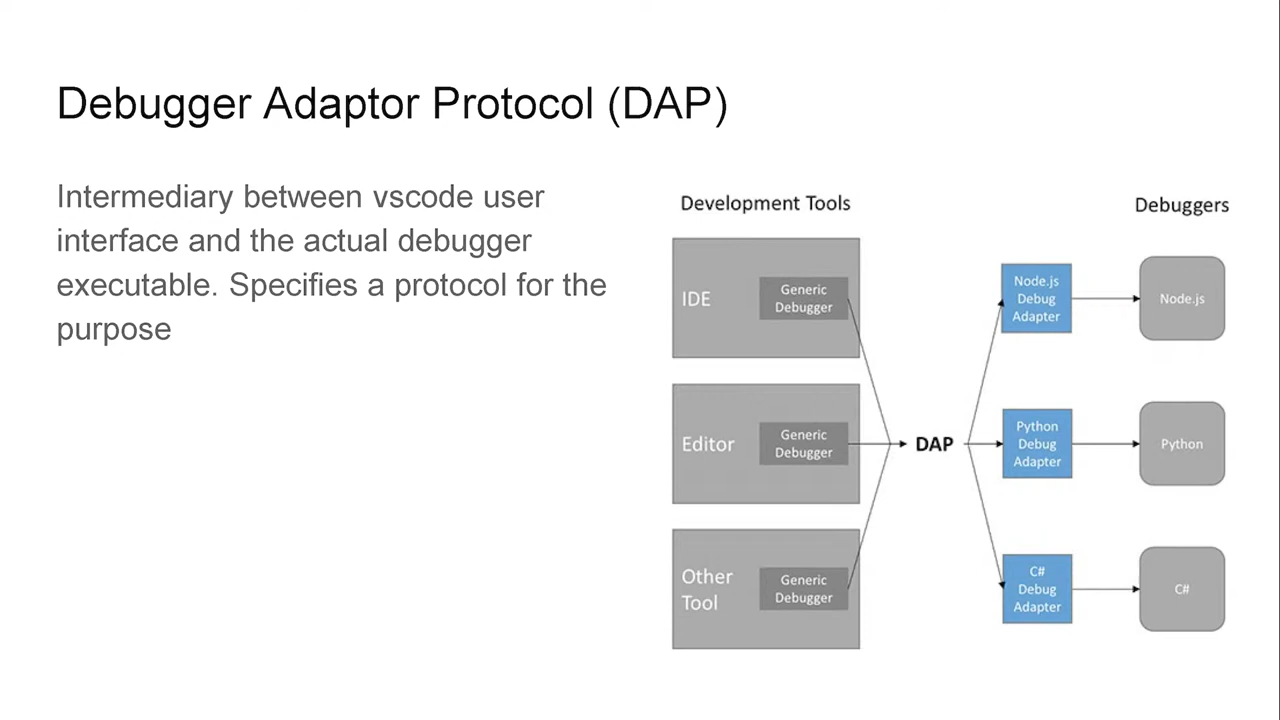 Debugger Adaptor Protocol (DAP)
Intermediary between vscode user
interface and the actual debugger
executable. Specifies a protocol for the
purpose
Development Tools
Debuggers
IDE
Generic
Debugger
Node.js
Debug
Adapter
Node.js
Editor
Generic
Debugger
DAP
Python
Debug
Adapter
Python
Other
Tool
Generic
Debugger
C#
Debug
Adapter
C#